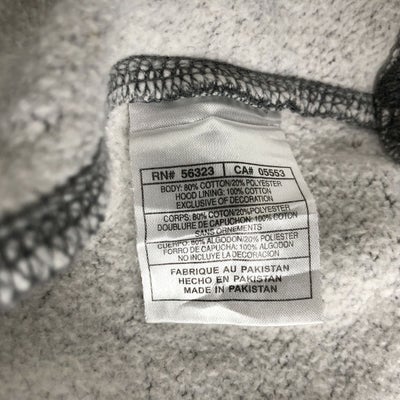 RN# 56323 CA# 05553
BODY: 80% COTTON/20% POLYESTER
HOOD LINING: 100% COTTON
EXCLUSIVE OF DECORATION
CORPS: 80% COTON/20%POLYESTER
DOUBLURE DE CAPUCHON: 100% COTON
SANS ORNEMENTS
CUERPO: 80% ALGODON/20% POLIESTER
FORRO DE CAPUCHA: 100% ALGODON
NO INCLUYE LA DECORACION
FABRIQUE AU PAKISTAN
HECHO EN PAKISTAN
MADE IN PAKISTAN